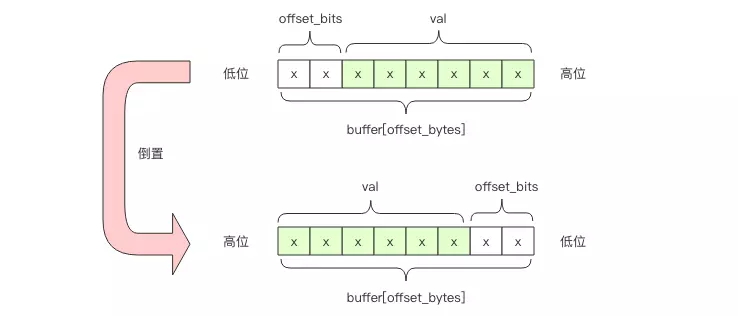 offset_bits val
低位 x x x x x x x x 高位
buffer[offset_bytes]
倒置
val offset_bits
高位 x x x x x x x x 低位
buffer[offset_bytes]